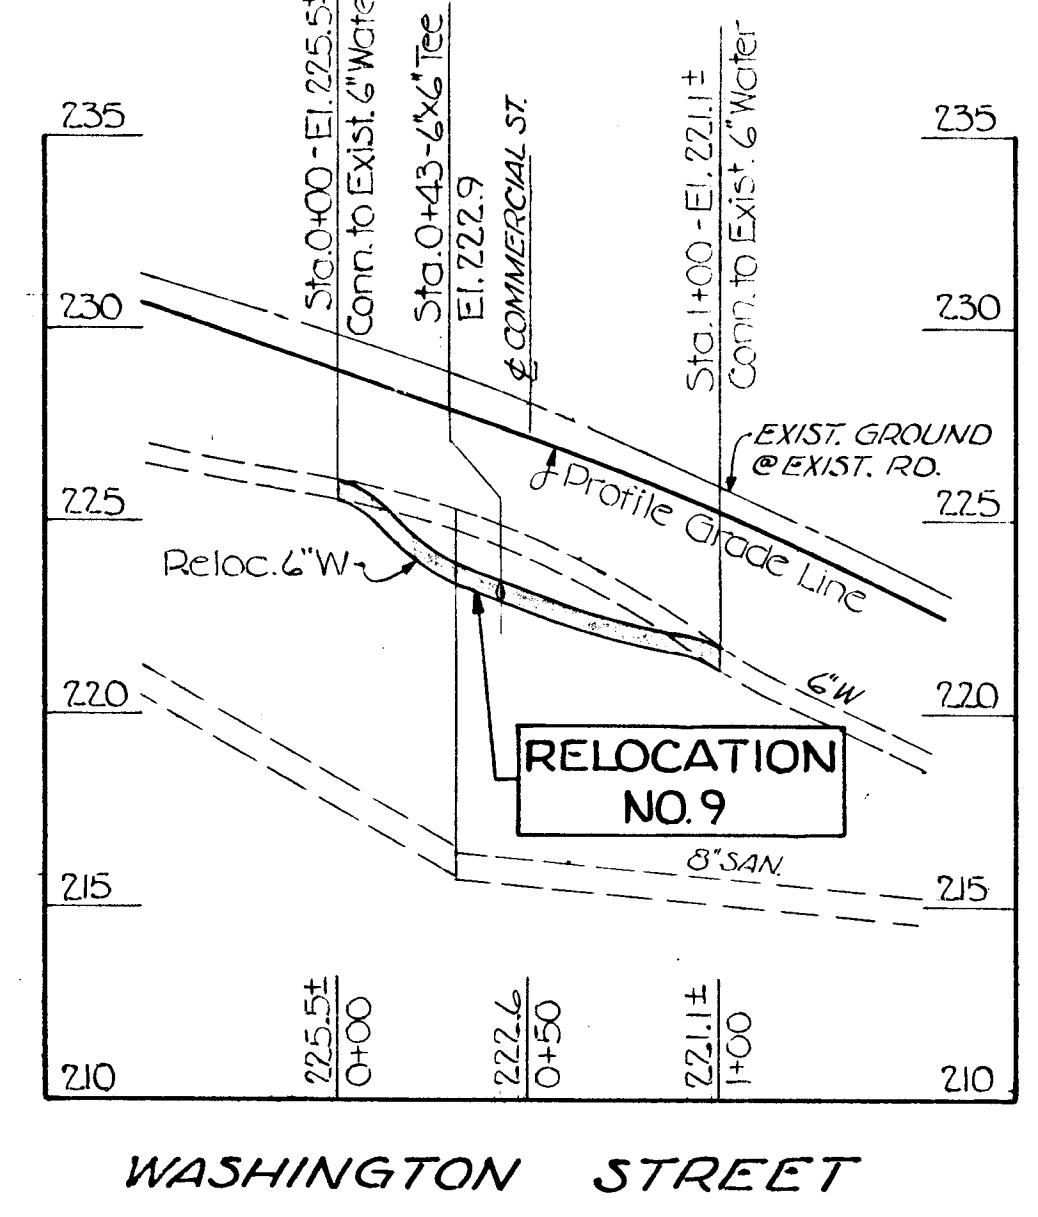 Sta.0+00-El.225.5±
Conn.to Exist.6"Wate
Sta.0+43-6"x6"Tee
El.222.9
℄ COMMERCIAL ST.
Sta.1+00-El.221.1±
Conn.to Exist.6"Water
235
235
230
230
EXIST. GROUND
@ EXIST. RD.
Profile Grade Line
225
225
Reloc.6"W
6"W
220
220
RELOCATION
NO.9
8"SAN.
215
215
225.5±
0+00
222.6
0+50
221.1±
1+00
210
210
WASHINGTON STREET